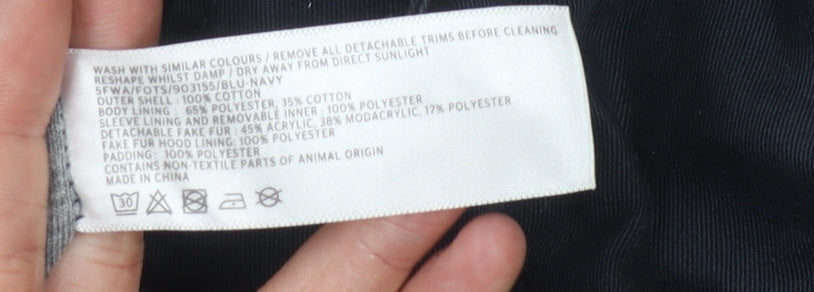 WASH WITH SIMILAR COLOURS / REMOVE ALL DETACHABLE TRIMS BEFORE CLEANING
RESHAPE WHILST DAMP / DRY AWAY FROM DIRECT SUNLIGHT
SFWA/FOTS/903155/BLU-NAVY
OUTER SHELL : 100% COTTON
BODY LINING : 65% POLYESTER, 35% COTTON
SLEEVE LINING AND REMOVABLE INNER : 100% POLYESTER
DETACHABLE FAKE FUR : 45% ACRYLIC, 38% MODACRYLIC, 17% POLYESTER
FAKE FUR HOOD LINING: 100% POLYESTER
PADDING : 100% POLYESTER
CONTAINS NON-TEXTILE PARTS OF ANIMAL ORIGIN
MADE IN CHINA
30